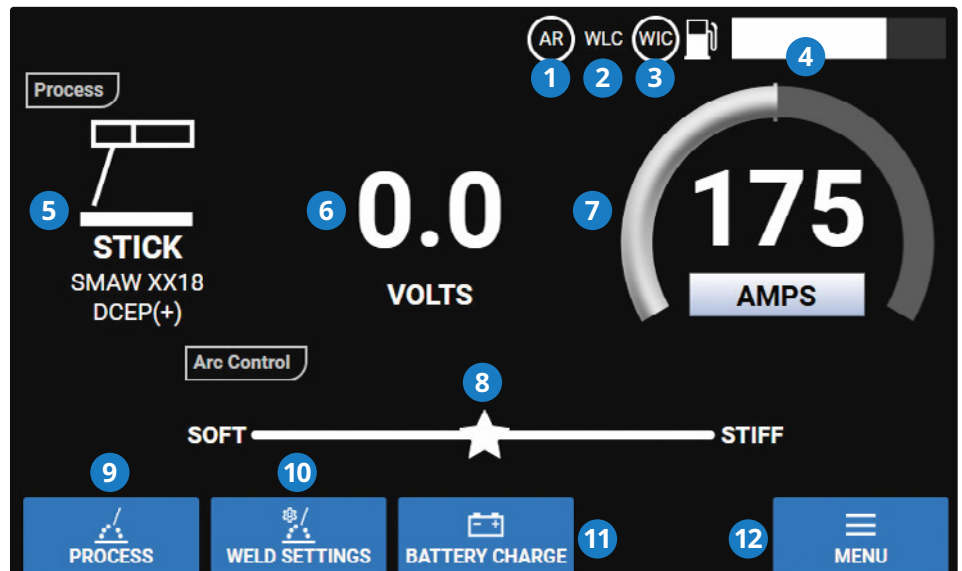 AR WLC WIC
1 2 3 4
Process
5 6 7
0.0
175
STICK
SMAW XX18
DCEP(+)
VOLTS
AMPS
Arc Control
8
SOFT STIFF
9 10
PROCESS
WELD SETTINGS
BATTERY CHARGE
11
12
MENU